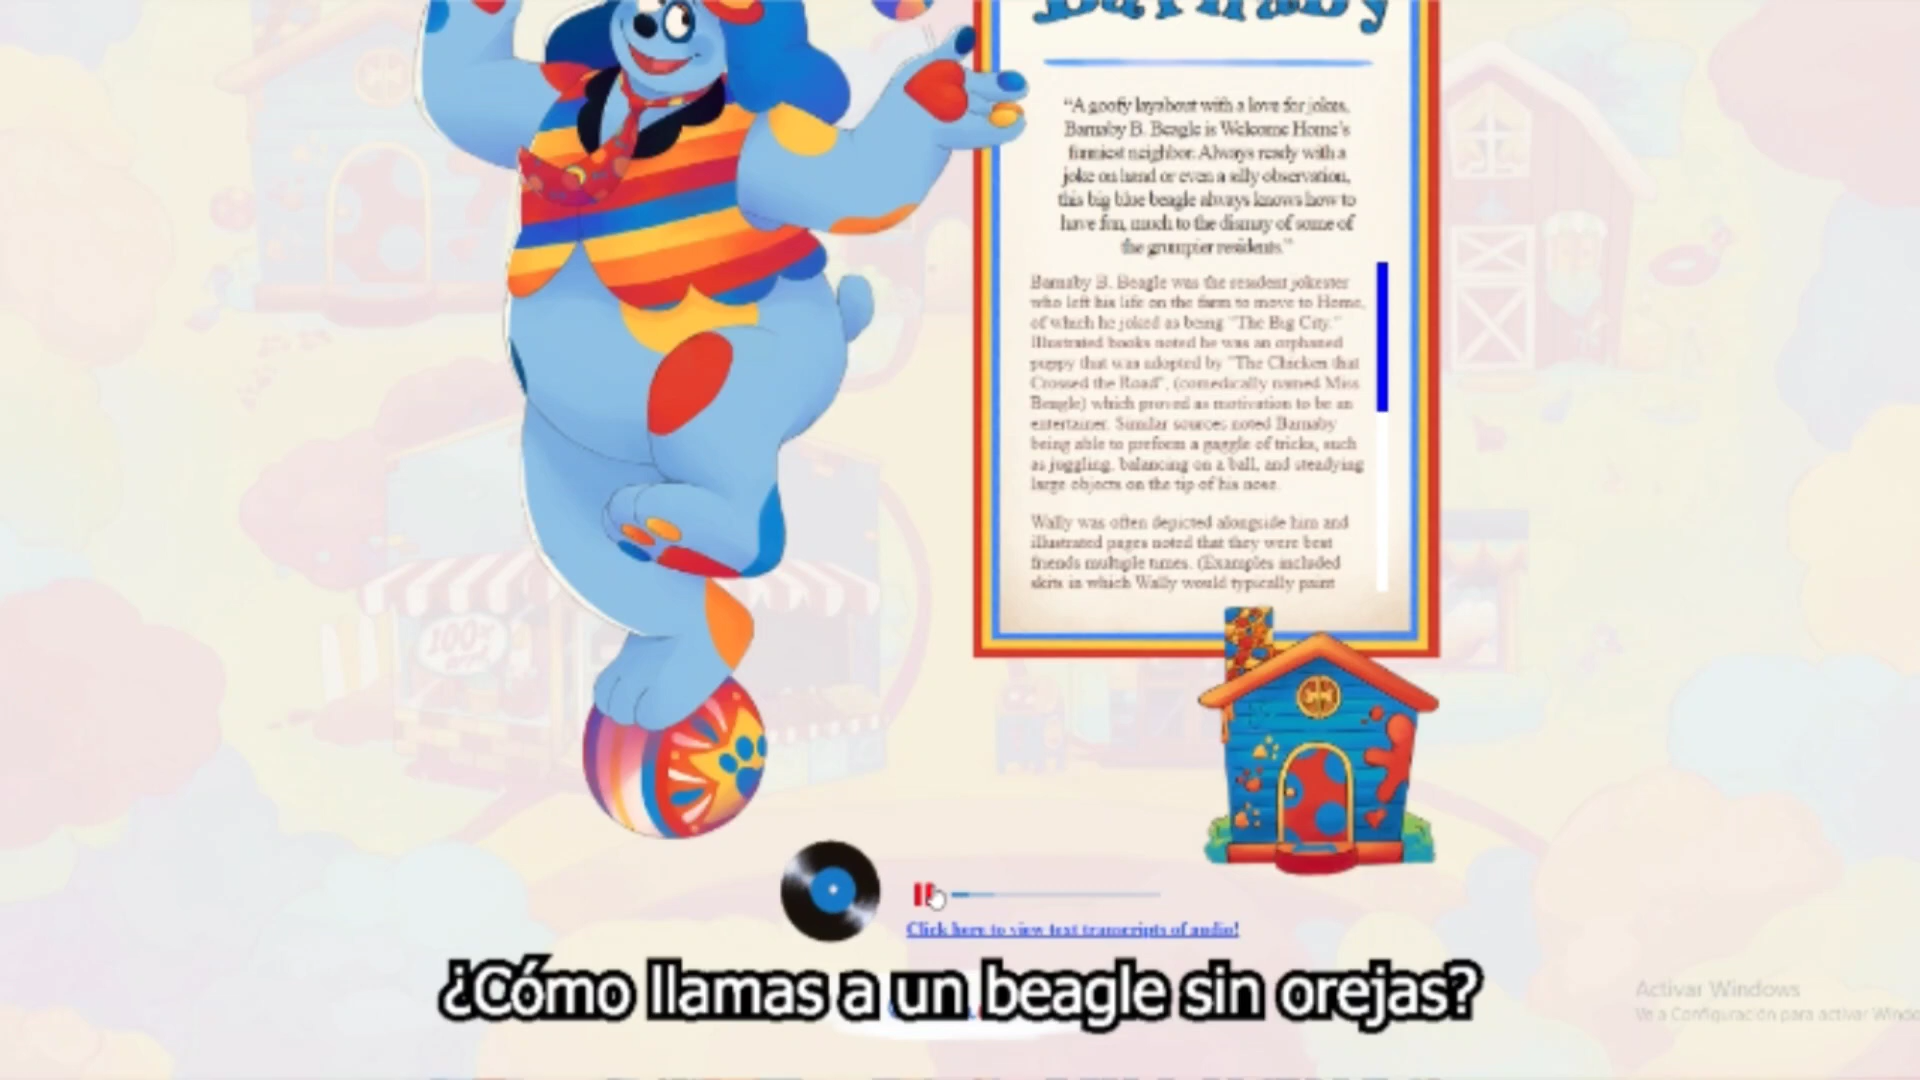 Barnaby
“A goofy layabout with a love for jokes,
Barnaby B. Beagle is Welcome Home’s
funniest neighbor. Always ready with a
joke on hand or even a silly observation,
this big blue beagle always knows how to
have fun, much to the dismay of some of
the grumpier residents.”
Barnaby B. Beagle was the resident jokester
who left his life on the farm to move to Home,
of which he joked as being "The Big City."
Illustrated books noted he was an orphaned
puppy that was adopted by "The Chicken that
Crossed the Road", (comedically named Miss
Beagle) which proved as motivation to be an
entertainer. Similar sources noted Barnaby
being able to preform a gaggle of tricks, such
as joggling, balancing on a ball, and steadying
large objects on the tip of his nose.
Wally was often depicted alongside him and
illustrated pages noted that they were best
friends multiple times. (Examples included
skits in which Wally would typically paint
100%
Click here to view text transcripts of audio!
¿Cómo llamas a un beagle sin orejas?
Activar Windows
Ve a Configuración para activar Windo